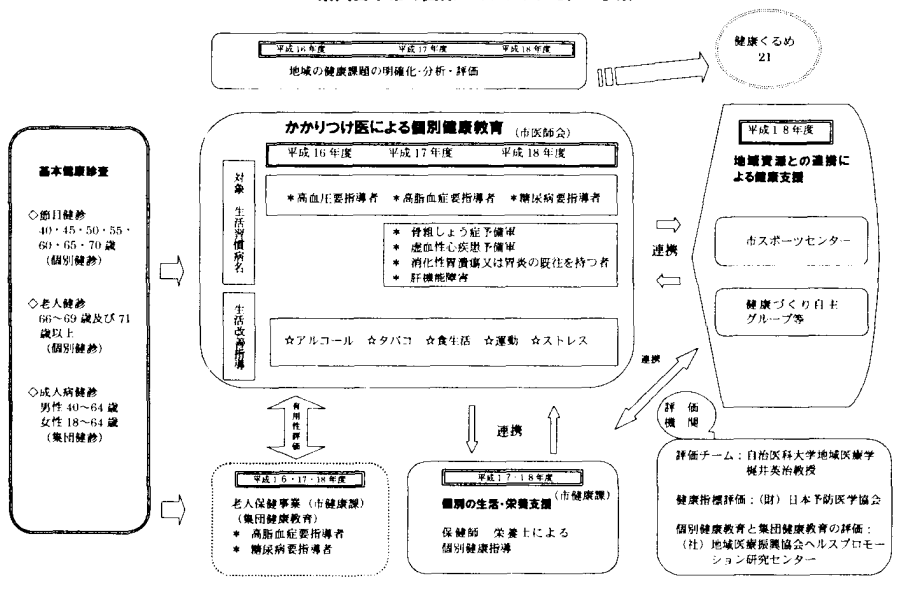 平成16年度 平成17年度 平成18年度
地域の健康課題の明確化・分析・評価
健康くるめ
21
基本健康診査
◇節目健診
40・45・50・55・
60・65・70歳
(個別健診)
◇老人健診
66～69歳及び71
歳以上
(個別健診)
◇成人病健診
男性40～64歳
女性18～64歳
(集団健診)
かかりつけ医による個別健康教育 (市医師会)
平成16年度 平成17年度 平成18年度
対象 生活習慣病名
*高血圧要指導者 *高脂血症要指導者 *糖尿病要指導者
* 骨粗しょう症予備軍
* 虚血性心疾患予備軍
* 消化性胃潰瘍又は胃炎の既往を持つ者
* 肝機能障害
生活改善指導
☆アルコール ☆タバコ ☆食生活 ☆運動 ☆ストレス
連携
平成18年度
地域資源との連携に
よる健康支援
市スポーツセンター
健康づくり自主
グループ等
有用性評価
連携
連携
評価
機関
平成16・17・18年度
老人保健事業(市健康課)
(集団健康教育)
* 高脂血症要指導者
* 糖尿病要指導者
平成17・18年度
個別の生活・栄養支援 (市健康課)
保健師 栄養士による
個別健康指導
評価チーム：自治医科大学地域医療学
梶井英治教授
健康指標評価：(財)日本予防医学協会
個別健康教育と集団健康教育の評価：
(社)地域医療振興協会ヘルスプロモー
ション研究センター